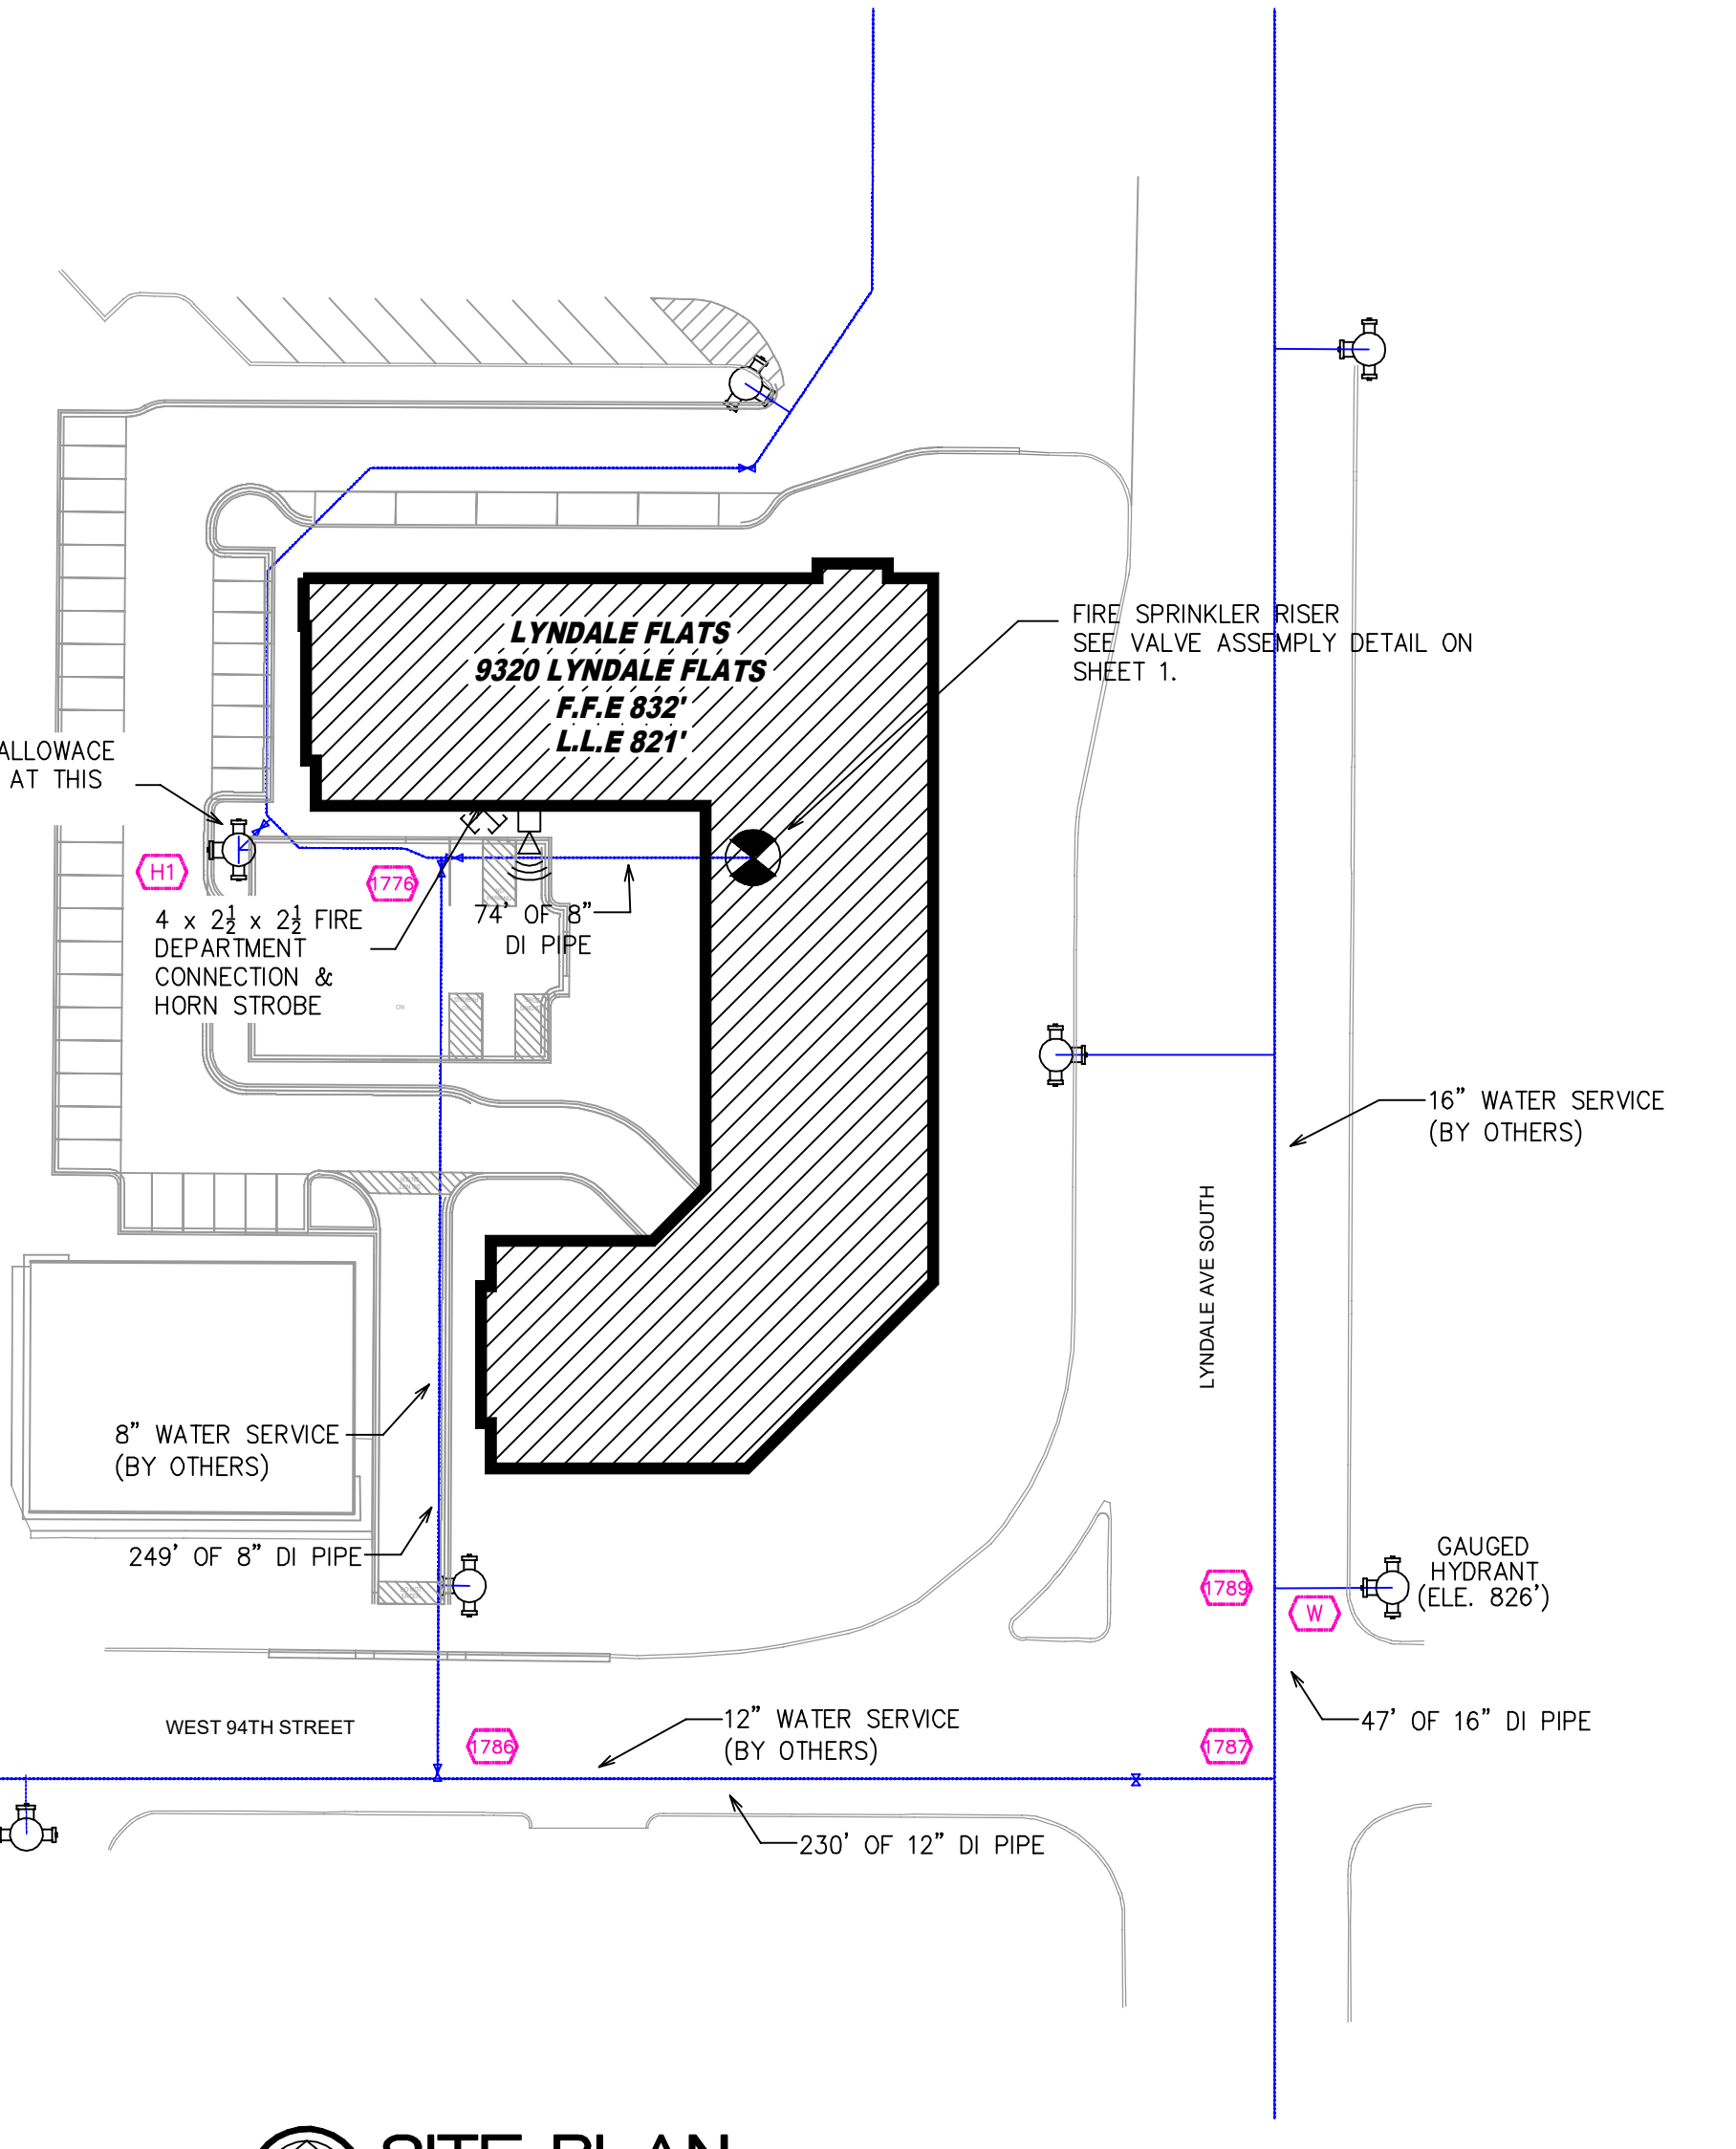 LYNDALE FLATS
9320 LYNDALE FLATS
F.F.E 832'
L.L.E 821'
FIRE SPRINKLER RISER
SEE VALVE ASSEMPLY DETAIL ON
SHEET 1.
ALLOWACE
AT THIS
H1
1776
4 x 2½ x 2½ FIRE
DEPARTMENT
CONNECTION &
HORN STROBE
74' OF 8"
DI PIPE
16" WATER SERVICE
(BY OTHERS)
LYNDALE AVE SOUTH
8" WATER SERVICE
(BY OTHERS)
249' OF 8" DI PIPE
GAUGED
HYDRANT
(ELE. 826')
1789
W
WEST 94TH STREET
1786
12" WATER SERVICE
(BY OTHERS)
1787
47' OF 16" DI PIPE
230' OF 12" DI PIPE
SITE PLAN